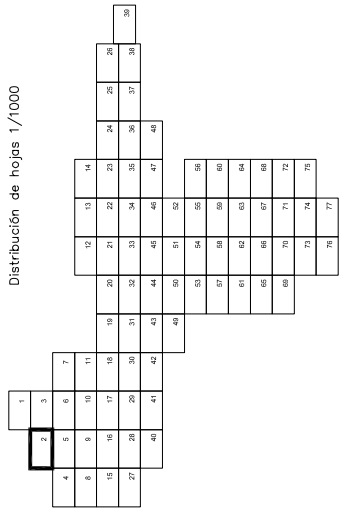 Distribución de hojas 1/1000
1
2 3
4 5 6 7
8 9 10 11 12 13 14
15 16 17 18 19 20 21 22 23 24 25 26
27 28 29 30 31 32 33 34 35 36 37 38 39
40 41 42 43 44 45 46 47 48
49 50 51 52
53 54 55 56
57 58 59 60
61 62 63 64
65 66 67 68
69 70 71 72
73 74 75
76 77